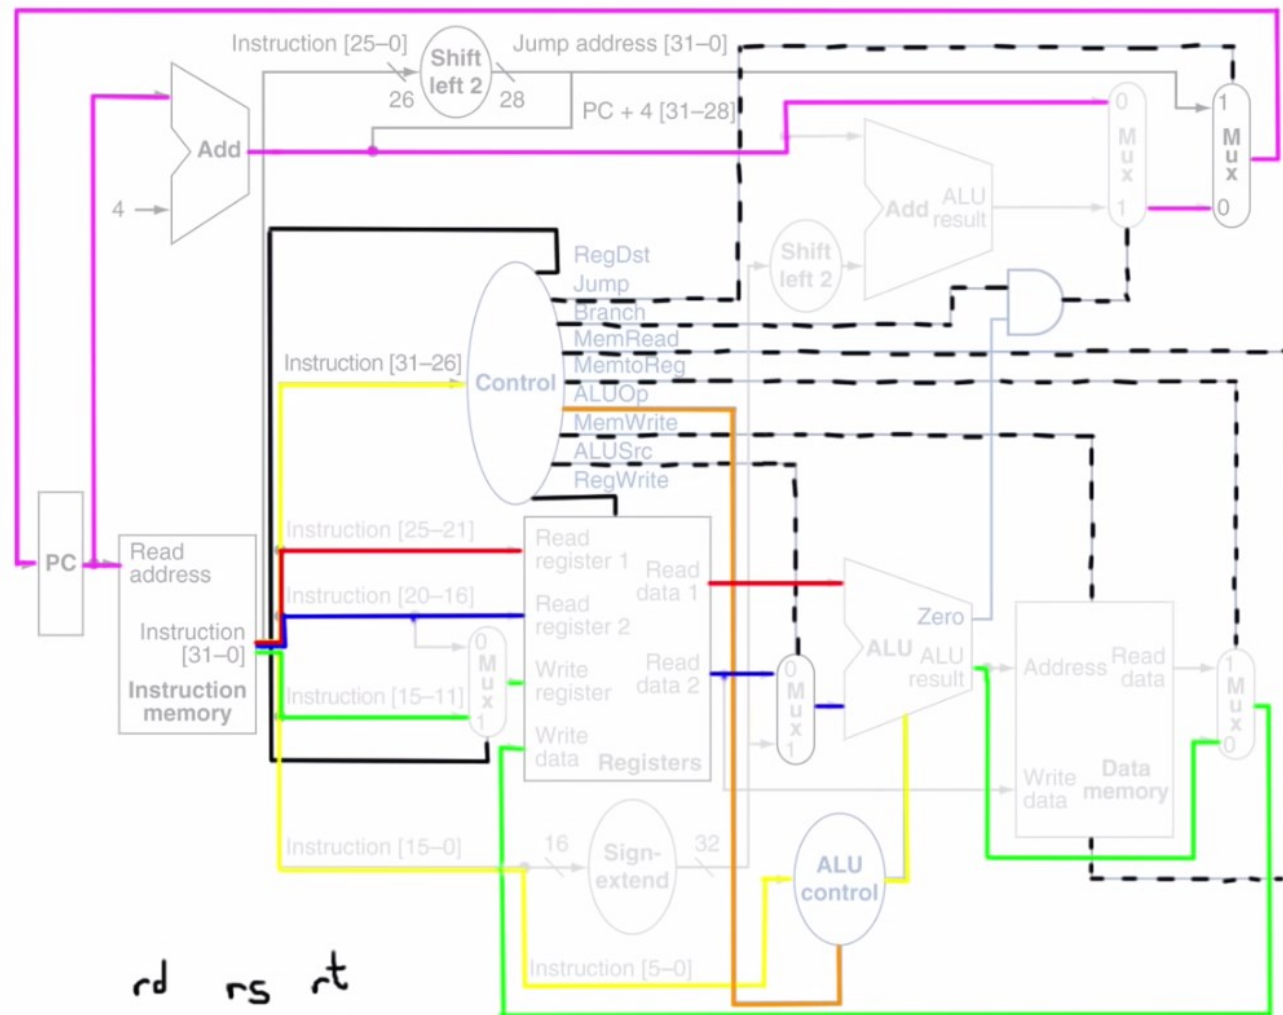 Instruction [25–0]
Shift
left 2
Jump address [31–0]
26
28
PC + 4 [31–28]
Add
4
0
M
u
x
1
1
M
u
x
0
Add
ALU
result
Shift
left 2
RegDst
Jump
Branch
MemRead
MemtoReg
ALUOp
MemWrite
ALUSrc
RegWrite
Instruction [31–26]
Control
PC
Read
address
Instruction
[31–0]
Instruction
memory
Instruction [25–21]
Instruction [20–16]
Instruction [15–11]
0
M
u
x
1
Read
register 1
Read
register 2
Write
register
Write
data
Read
data 1
Read
data 2
Registers
0
M
u
x
1
Zero
ALU
ALU
result
Address
Read
data
Write
data
Data
memory
1
M
u
x
0
Instruction [15–0]
16
Sign-
extend
32
ALU
control
Instruction [5–0]
rd rs rt